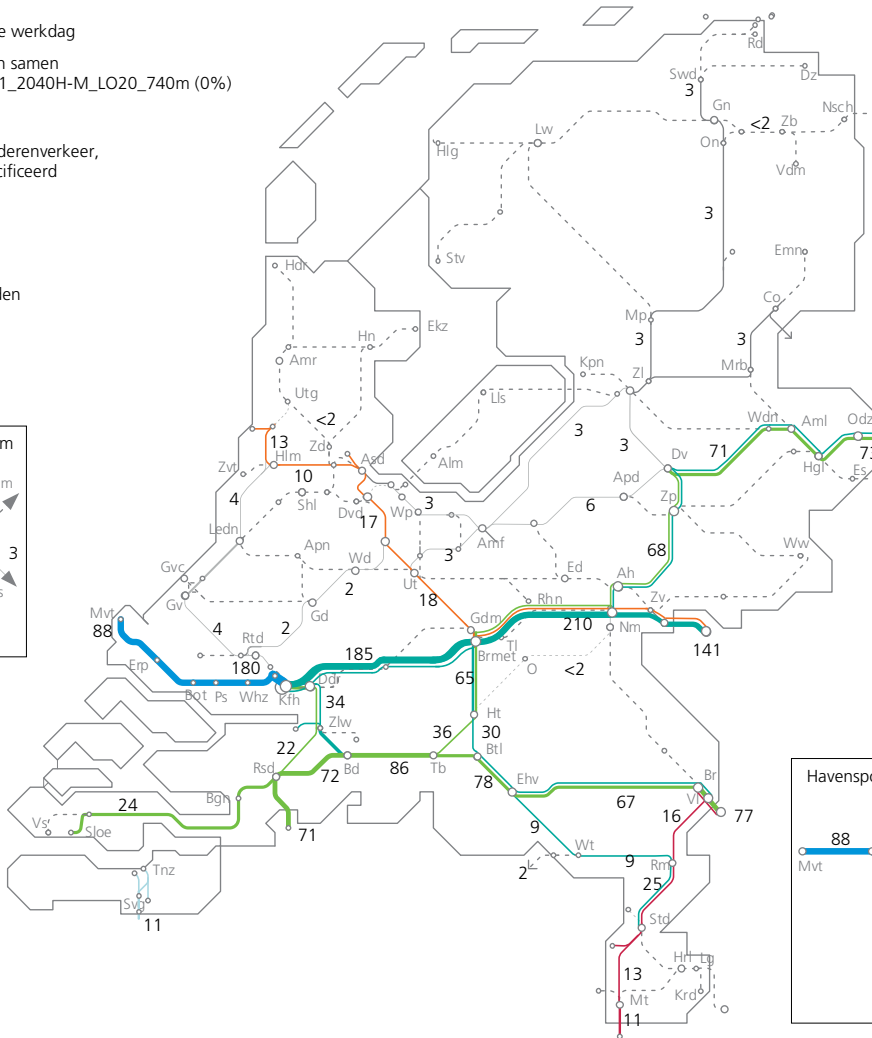 e werkdag
n samen
1_2040H-M_LO20_740m (0%)
derenverkeer,
tificeerd
den
m
m
3
s
Rd
Swd
Dz
3
Gn
Nsch
<2
Zb
On
Vdm
Lw
Hlg
3
Stv
Emn
Hdr
Co
Mp
3
3
Ekz
Hn
Amr
Mrb
Kpn
Zl
Utg
Lls
<2
Wdn
Aml
Odz
13
Zd
3
3
71
73
Hlm
Asd
Alm
Hgl
Zvt
10
Dv
Es
4
Apd
Shl
Zp
Dvd
17
Wp
3
6
Ledn
Amf
68
Ww
Apn
3
Wd
Gvc
Ut
Ed
Ah
Gv
2
18
Rhn
Zv
Gd
Mvt
Gdm
88
4
2
210
Nm
Rtd
Tl
141
185
Brmet
Erp
180
O
<2
Ddr
65
Bot
Ps
Whz
Kfh
34
Ht
Zlw
36
30
22
Btl
Rsd
72
Bd
86
Tb
78
Ehv
67
Br
Bgn
Vl
24
77
Vs
Sloe
16
9
Wt
9
Rm
Tnz
2
25
Svg
Std
11
Hrl
Lg
13
Krd
Mt
11
Havenspo
88
Mvt